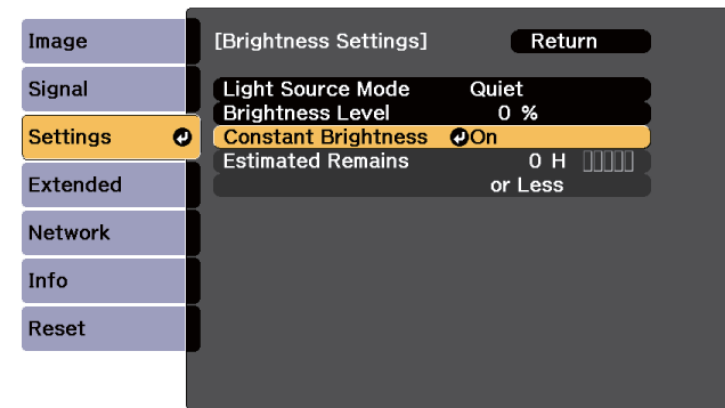 Image
Signal
Settings
Extended
Network
Info
Reset
[Brightness Settings] Return
Light Source Mode Quiet
Brightness Level 0 %
Constant Brightness On
Estimated Remains 0 H
or Less